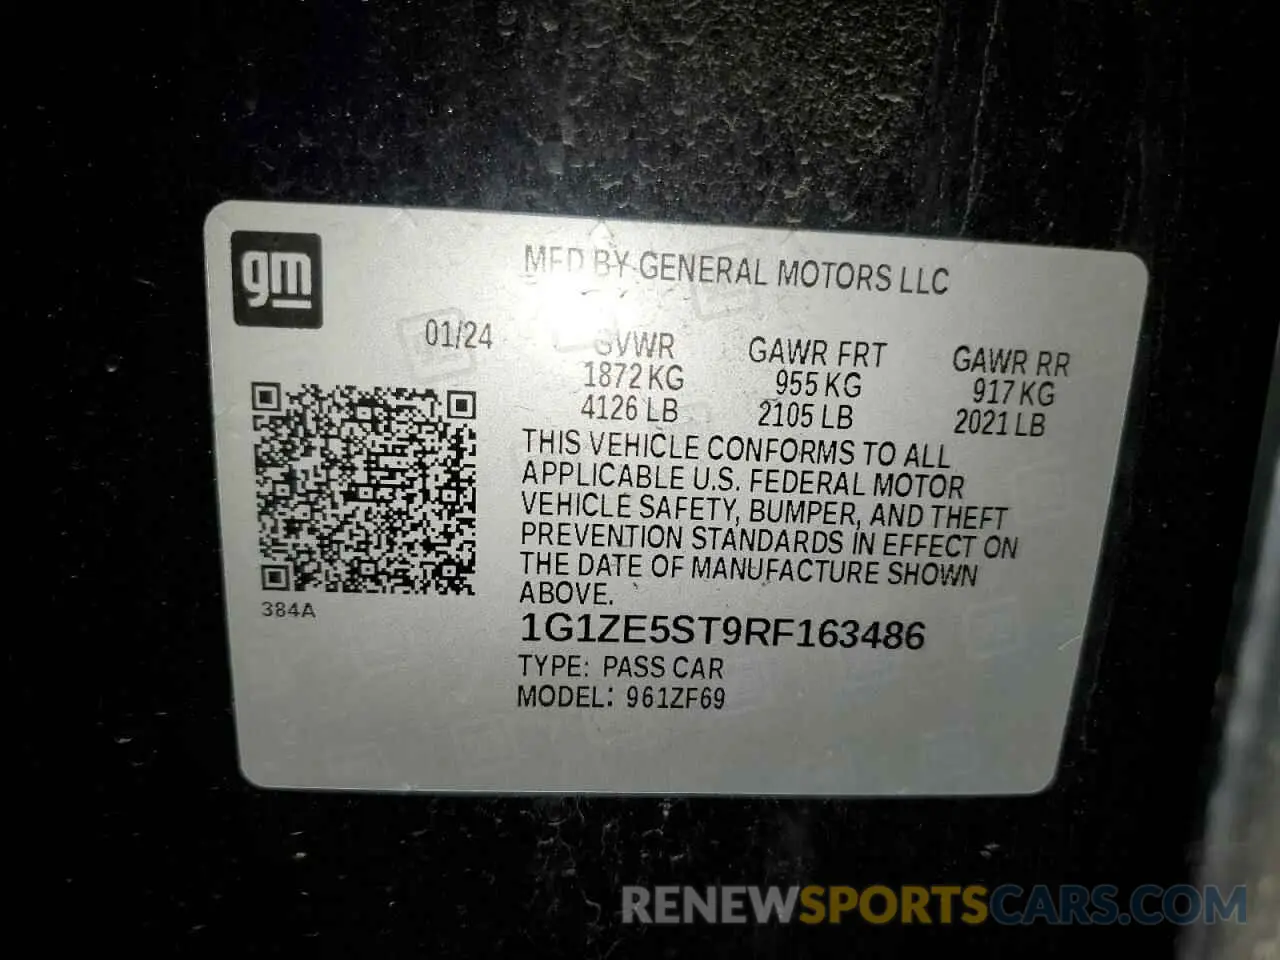 gm
MFD BY GENERAL MOTORS LLC
01/24
GVWR GAWR FRT GAWR RR
1872 KG 955 KG 917 KG
4126 LB 2105 LB 2021 LB
THIS VEHICLE CONFORMS TO ALL
APPLICABLE U.S. FEDERAL MOTOR
VEHICLE SAFETY, BUMPER, AND THEFT
PREVENTION STANDARDS IN EFFECT ON
THE DATE OF MANUFACTURE SHOWN
ABOVE.
384A
1G1ZE5ST9RF163486
TYPE: PASS CAR
MODEL: 961ZF69
RENEWSPORTSCARS.COM